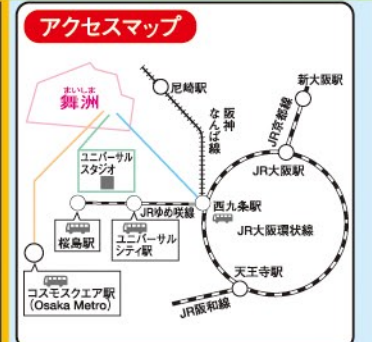 アクセスマップ
まいしま
舞洲
尼崎駅
新大阪駅
阪神
なんば線
JR京都線
ユニバーサル
スタジオ
JR大阪駅
JRゆめ咲線
西九条駅
JR大阪環状線
桜島駅
ユニバーサル
シティ駅
天王寺駅
コスモスクエア駅
(Osaka Metro)
JR阪和線